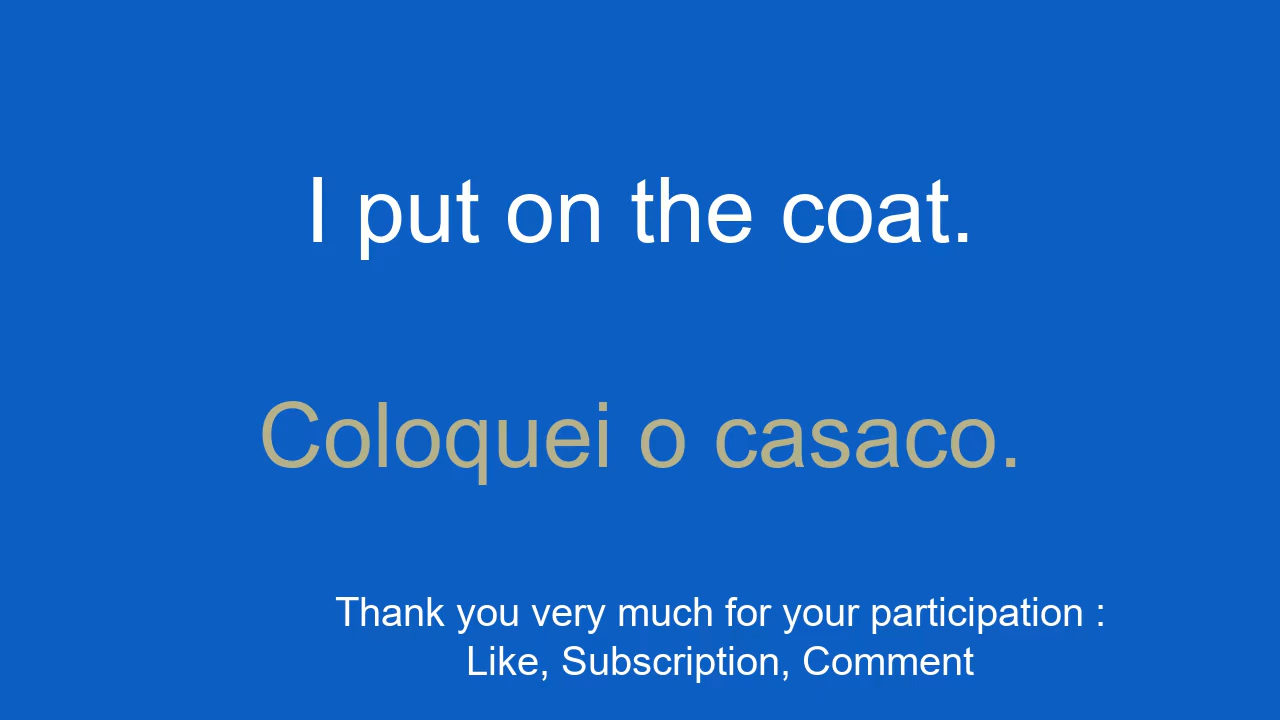 I put on the coat.
Coloquei o casaco.
Thank you very much for your participation :
Like, Subscription, Comment